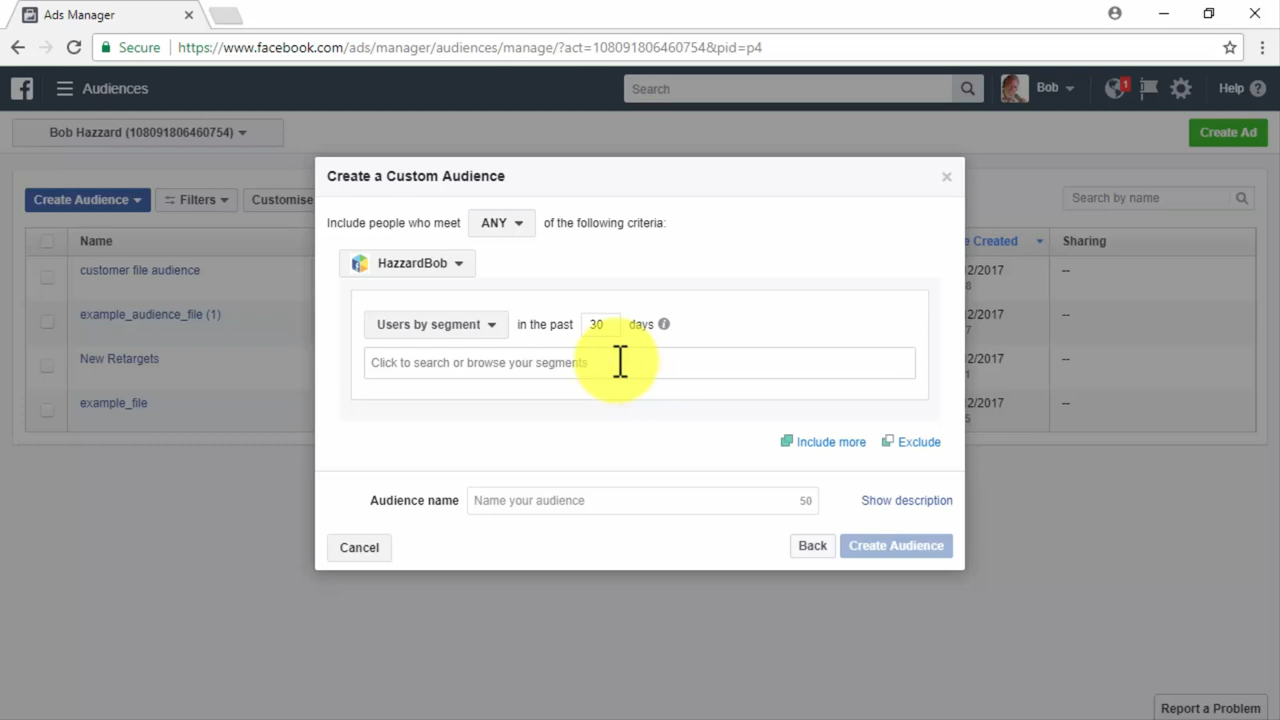 Ads Manager
Secure https://www.facebook.com/ads/manager/audiences/manage/?act=108091806460754&pid=p4
Audiences Search Bob 1 Help
Bob Hazzard (108091806460754) Create Ad
Create a Custom Audience
Create Audience Filters Customise Search by name
Include people who meet ANY of the following criteria:
Name Created Sharing
HazzardBob
customer file audience 2/2017 --
8
example_audience_file (1) 2/2017 --
Users by segment in the past 30 days
7
New Retargets 2/2017 --
Click to search or browse your segments
1
example_file 2/2017 --
5
Include more Exclude
Audience name Name your audience 50 Show description
Cancel Back Create Audience
Report a Problem